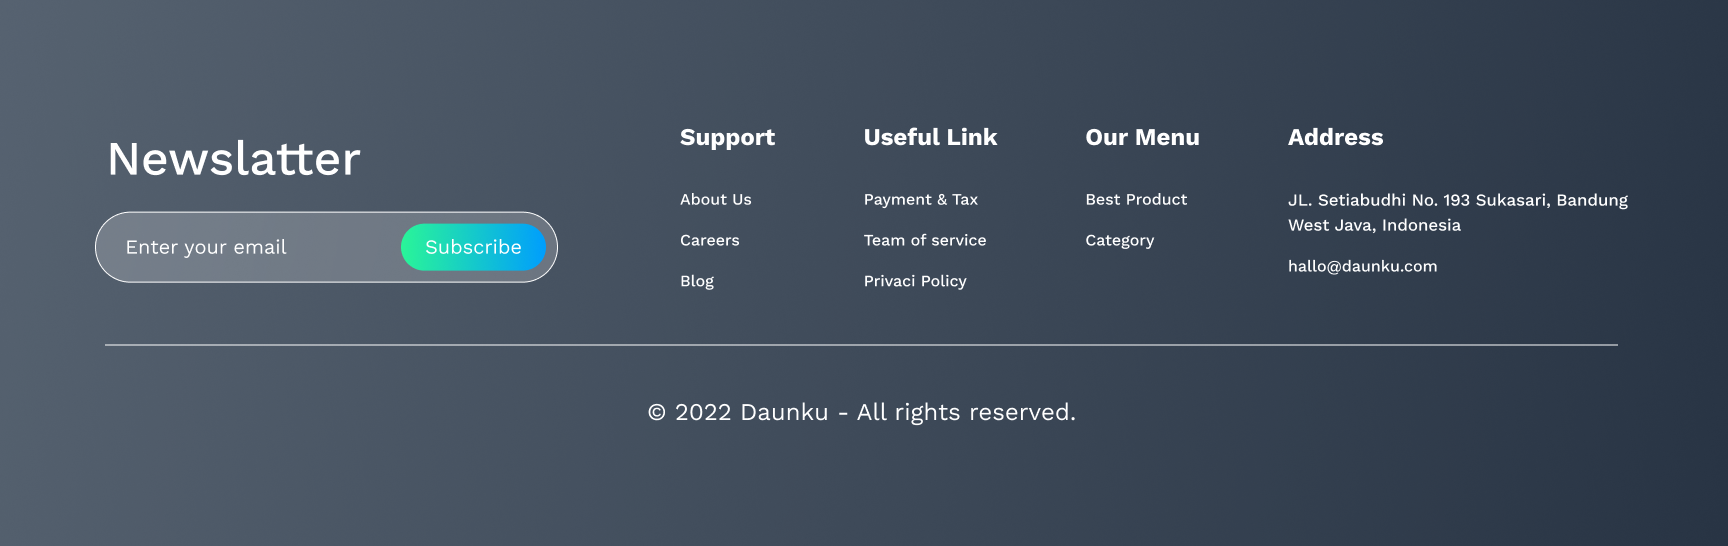 Newslatter
Enter your email
Subscribe
Support
About Us
Careers
Blog
Useful Link
Payment & Tax
Team of service
Privaci Policy
Our Menu
Best Product
Category
Address
JL. Setiabudhi No. 193 Sukasari, Bandung
West Java, Indonesia
hallo@daunku.com
© 2022 Daunku - All rights reserved.